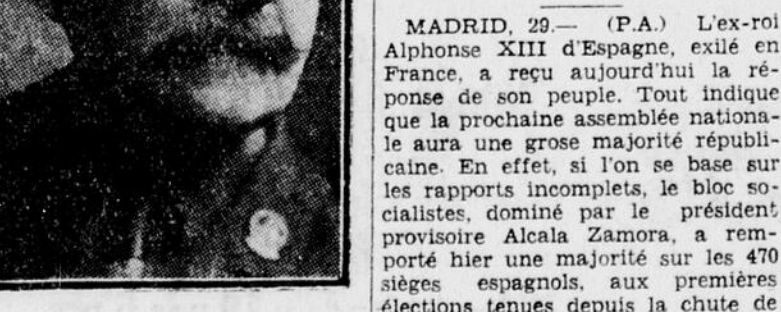 MADRID, 29.— (P.A.) L'ex-roi
Alphonse XIII d'Espagne, exilé en
France, a reçu aujourd'hui la ré-
ponse de son peuple. Tout indique
que la prochaine assemblée nationa-
le aura une grose majorité républi-
caine. En effet, si l'on se base sur
les rapports incomplets, le bloc so-
cialistes, dominé par le président
provisoire Alcala Zamora, a rem-
porté hier une majorité sur les 470
sièges espagnols, aux premières
élections tenues depuis la chute de